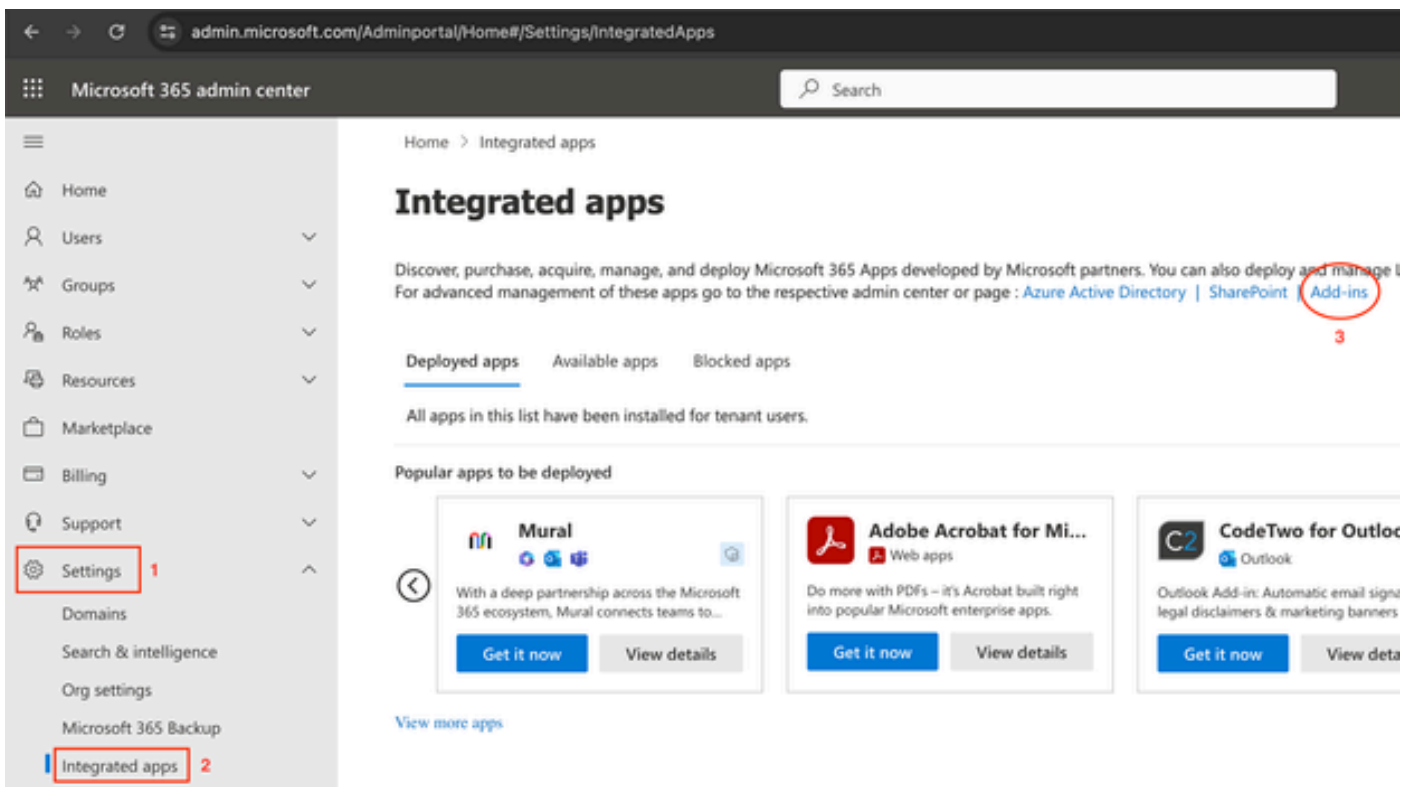 admin.microsoft.com/Adminportal/Home#/Settings/IntegratedApps
Microsoft 365 admin center
Search
Home
Users
Groups
Roles
Resources
Marketplace
Billing
Support
Settings 1
Domains
Search & intelligence
Org settings
Microsoft 365 Backup
Integrated apps 2
Home > Integrated apps
Integrated apps
Discover, purchase, acquire, manage, and deploy Microsoft 365 Apps developed by Microsoft partners. You can also deploy and manage
For advanced management of these apps go to the respective admin center or page : Azure Active Directory | SharePoint | Add-ins
3
Deployed apps Available apps Blocked apps
All apps in this list have been installed for tenant users.
Popular apps to be deployed
Mural
With a deep partnership across the Microsoft
365 ecosystem, Mural connects teams to...
Get it now View details
Adobe Acrobat for Mi...
Web apps
Do more with PDFs – it's Acrobat built right
into popular Microsoft enterprise apps.
Get it now View details
C2
CodeTwo for Outloo
Outlook
Outlook Add-in: Automatic email signa
legal disclaimers & marketing banners
Get it now View deta
View more apps